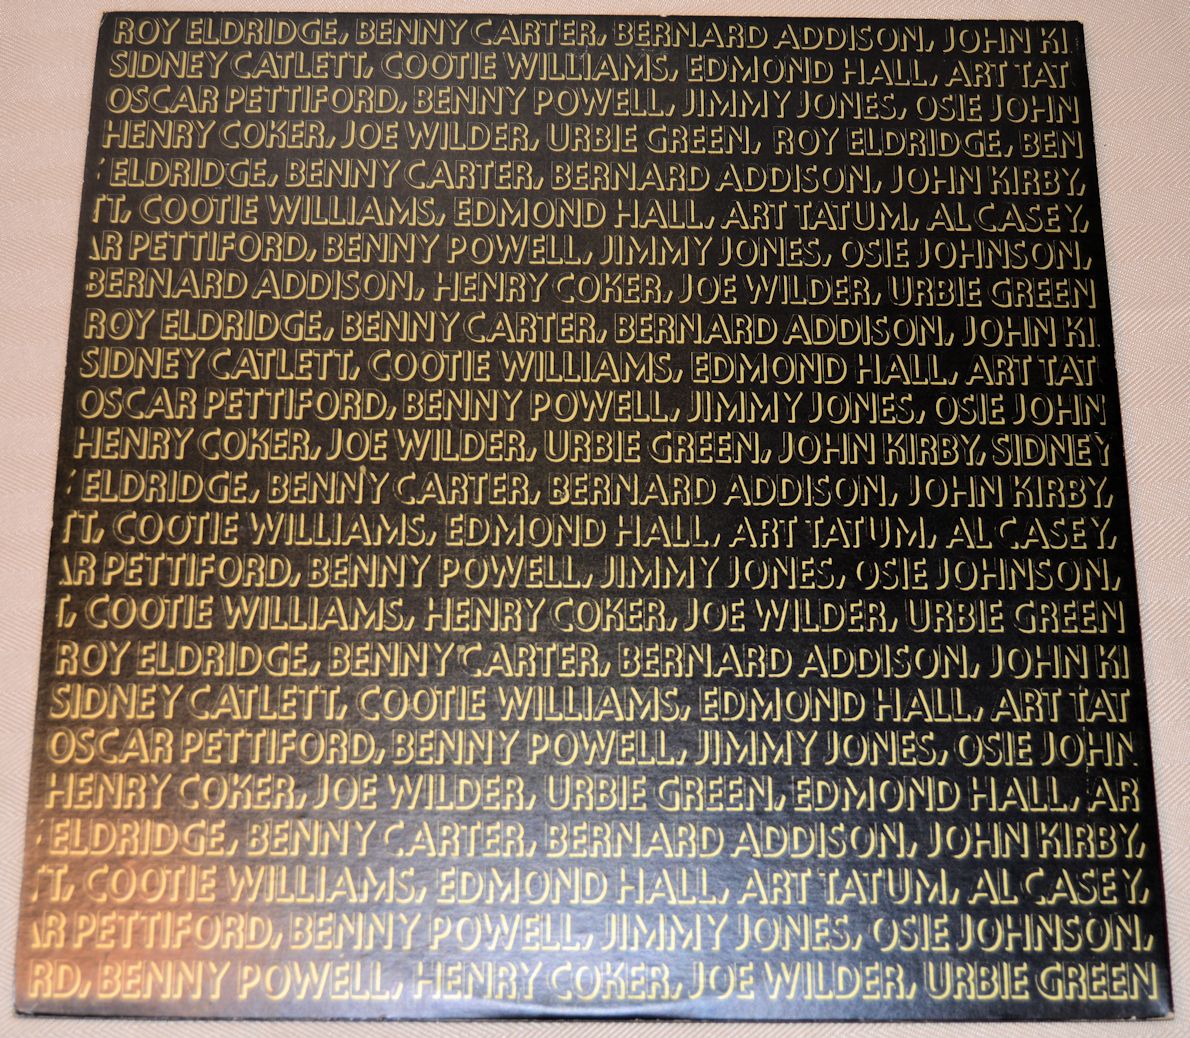 ROY ELDRIDGE, BENNY CARTER, BERNARD ADDISON, JOHN KI
SIDNEY CATLETT, COOTIE WILLIAMS, EDMOND HALL, ART TAT
OSCAR PETTIFORD, BENNY POWELL, JIMMY JONES, OSIE JOHN
HENRY COKER, JOE WILDER, URBIE GREEN, ROY ELDRIDGE, BEN
ELDRIDGE, BENNY CARTER, BERNARD ADDISON, JOHN KIRBY,
TT, COOTIE WILLIAMS, EDMOND HALL, ART TATUM, AL CASEY,
AR PETTIFORD, BENNY POWELL, JIMMY JONES, OSIE JOHNSON,
BERNARD ADDISON, HENRY COKER, JOE WILDER, URBIE GREEN
ROY ELDRIDGE, BENNY CARTER, BERNARD ADDISON, JOHN KI
SIDNEY CATLETT, COOTIE WILLIAMS, EDMOND HALL, ART TAT
OSCAR PETTIFORD, BENNY POWELL, JIMMY JONES, OSIE JOHN
HENRY COKER, JOE WILDER, URBIE GREEN, JOHN KIRBY, SIDNEY
ELDRIDGE, BENNY CARTER, BERNARD ADDISON, JOHN KIRBY,
TT, COOTIE WILLIAMS, EDMOND HALL, ART TATUM, AL CASEY,
AR PETTIFORD, BENNY POWELL, JIMMY JONES, OSIE JOHNSON,
T, COOTIE WILLIAMS, HENRY COKER, JOE WILDER, URBIE GREEN
ROY ELDRIDGE, BENNY CARTER, BERNARD ADDISON, JOHN KI
SIDNEY CATLETT, COOTIE WILLIAMS, EDMOND HALL, ART TAT
OSCAR PETTIFORD, BENNY POWELL, JIMMY JONES, OSIE JOHN
HENRY COKER, JOE WILDER, URBIE GREEN, EDMOND HALL, AR
ELDRIDGE, BENNY CARTER, BERNARD ADDISON, JOHN KIRBY,
TT, COOTIE WILLIAMS, EDMOND HALL, ART TATUM, AL CASEY,
AR PETTIFORD, BENNY POWELL, JIMMY JONES, OSIE JOHNSON,
RD, BENNY POWELL, HENRY COKER, JOE WILDER, URBIE GREEN